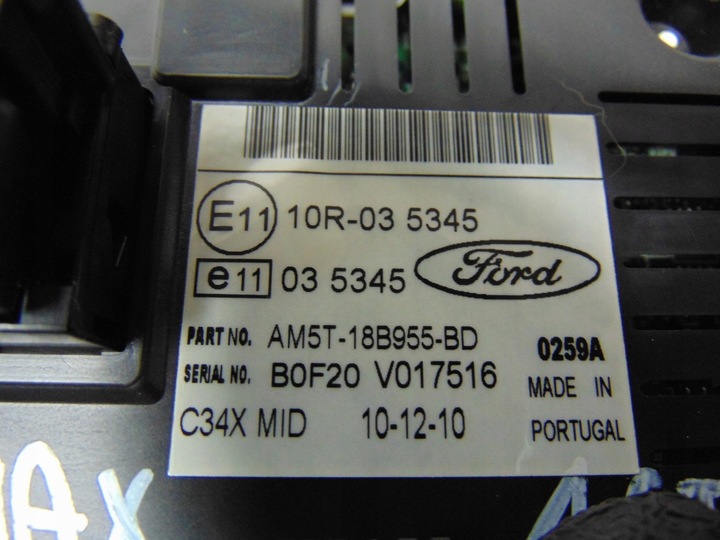 E11 10R-03 5345
e11 03 5345 Ford
PART NO. AM5T-18B955-BD 0259A
SERIAL NO. B0F20 V017516 MADE IN
C34X MID 10-12-10 PORTUGAL